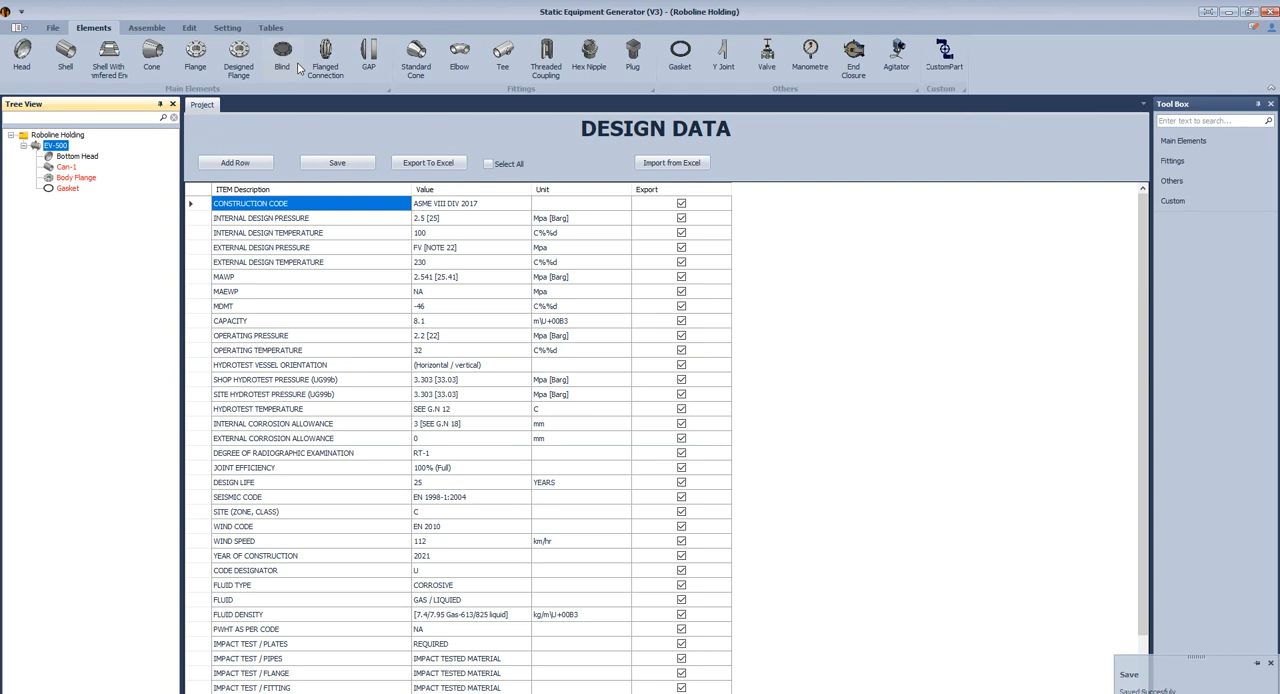 Static Equipment Generator (V3) - (Roboline Holding)
File Elements Assemble Edit Setting Tables
Head Shell Shell With Cone Flange Designed Blind Flanged GAP Standard Elbow Tee Threaded Hex Nipple Plug Gasket Y Joint Valve Manometre End Agitator CustomPart
mfered En Flange Connection Cone Coupling Closure
Main Elements Fittings Others Custom
Tree View Project Tool Box
Enter text to search...
DESIGN DATA
Roboline Holding
EV-500
Bottom Head
Can-1
Body Flange
Gasket
Main Elements
Fittings
Others
Custom
Add Row Save Export To Excel Select All Import from Excel
ITEM Description Value Unit Export
CONSTRUCTION CODE ASME VIII DIV 2017
INTERNAL DESIGN PRESSURE 2.5 [25] Mpa [Barg]
INTERNAL DESIGN TEMPERATURE 100 C%%d
EXTERNAL DESIGN PRESSURE FV [NOTE 22] Mpa
EXTERNAL DESIGN TEMPERATURE 230 C%%d
MAWP 2.541 [25.41] Mpa [Barg]
MAEWP NA Mpa
MDMT -46 C%%d
CAPACITY 8.1 m\U+00B3
OPERATING PRESSURE 2.2 [22] Mpa [Barg]
OPERATING TEMPERATURE 32 C%%d
HYDROTEST VESSEL ORIENTATION (Horizontal / vertical)
SHOP HYDROTEST PRESSURE (UG99b) 3.303 [33.03] Mpa [Barg]
SITE HYDROTEST PRESSURE (UG99b) 3.303 [33.03] Mpa [Barg]
HYDROTEST TEMPERATURE SEE G.N 12 C
INTERNAL CORROSION ALLOWANCE 3 [SEE G.N 18] mm
EXTERNAL CORROSION ALLOWANCE 0 mm
DEGREE OF RADIOGRAPHIC EXAMINATION RT-1
JOINT EFFICIENCY 100% (Full)
DESIGN LIFE 25 YEARS
SEISMIC CODE EN 1998-1:2004
SITE (ZONE, CLASS) C
WIND CODE EN 2010
WIND SPEED 112 km/hr
YEAR OF CONSTRUCTION 2021
CODE DESIGNATOR U
FLUID TYPE CORROSIVE
FLUID GAS / LIQUIED
FLUID DENSITY [7.4/7.95 Gas-613/825 liquid] kg/m\U+00B3
PWHT AS PER CODE NA
IMPACT TEST / PLATES REQUIRED
IMPACT TEST / PIPES IMPACT TESTED MATERIAL
IMPACT TEST / FLANGE IMPACT TESTED MATERIAL
IMPACT TEST / FITTING IMPACT TESTED MATERIAL
Save
Saved Succesfuly